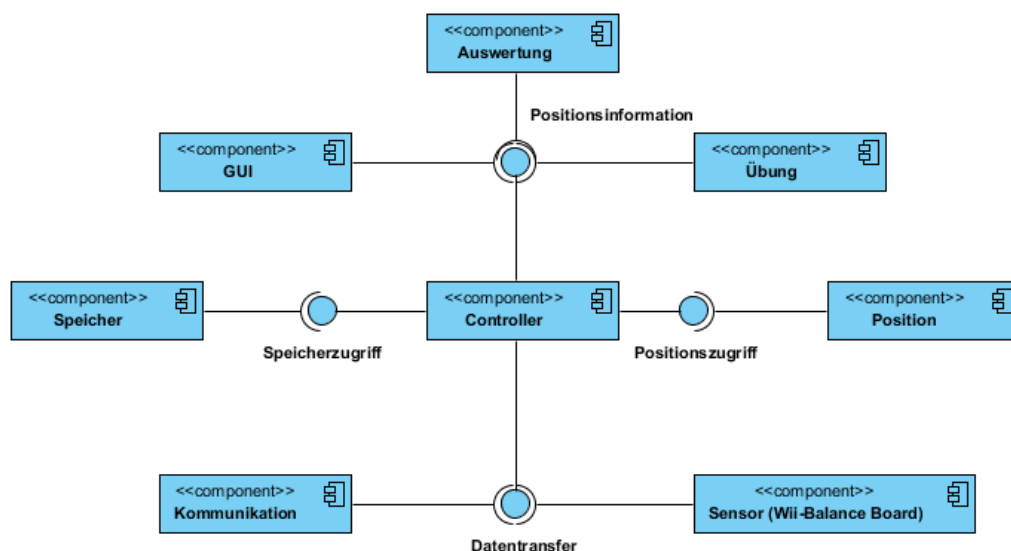 <<component>>
Auswertung
Positionsinformation
<<component>>
GUI
<<component>>
Übung
<<component>>
Speicher
<<component>>
Controller
<<component>>
Position
Speicherzugriff
Positionszugriff
<<component>>
Kommunikation
<<component>>
Sensor (Wii-Balance Board)
Datentransfer